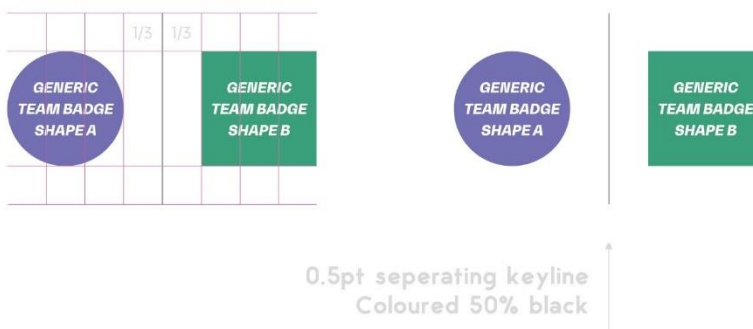 1/3 1/3
GENERIC
TEAM BADGE
SHAPE A
GENERIC
TEAM BADGE
SHAPE B
GENERIC
TEAM BADGE
SHAPE A
GENERIC
TEAM BADGE
SHAPE B
0.5pt seperating keyline
Coloured 50% black